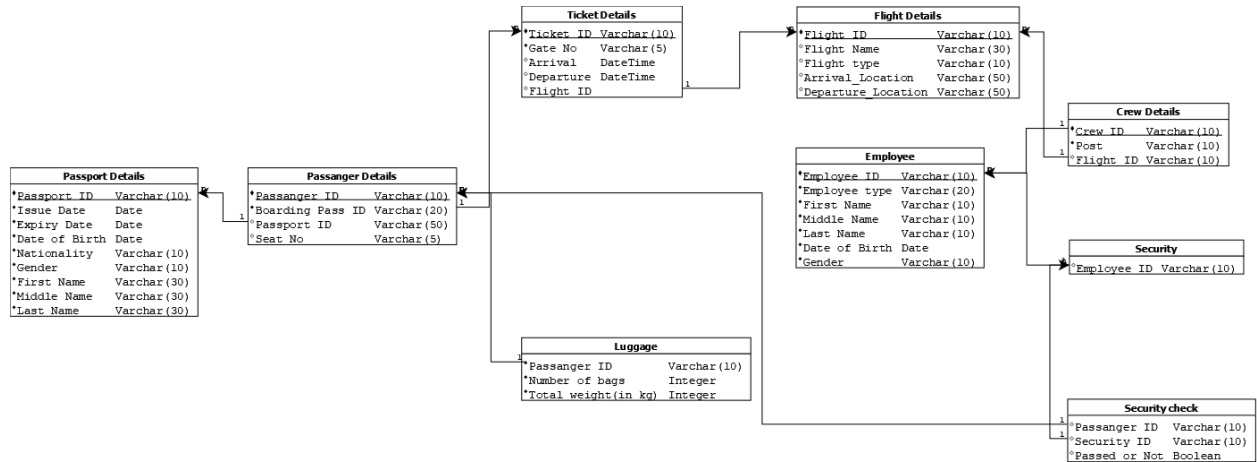 Ticket Details
Ticket ID Varchar(10)
Gate No Varchar(5)
Arrival DateTime
Departure DateTime
Flight ID
1
Flight Details
Flight ID Varchar(10)
Flight Name Varchar(30)
Flight type Varchar(10)
Arrival_Location Varchar(50)
Departure_Location Varchar(50)
Crew Details
1
Crew ID Varchar(10)
Post Varchar(10)
1
Flight ID Varchar(10)
Passport Details
Passport ID Varchar(10)
Issue Date Date
Expiry Date Date
Date of Birth Date
Nationality Varchar(10)
Gender Varchar(10)
First Name Varchar(30)
Middle Name Varchar(30)
Last Name Varchar(30)
1
Passanger Details
Passanger ID Varchar(10)
Boarding Pass ID Varchar(20)
Passport ID Varchar(50)
Seat No Varchar(5)
1
Employee
Employee ID Varchar(10)
Employee type Varchar(20)
First Name Varchar(10)
Middle Name Varchar(10)
Last Name Varchar(10)
Date of Birth Date
Gender Varchar(10)
Security
Employee ID Varchar(10)
Luggage
1
Passanger ID Varchar(10)
Number of bags Integer
Total weight(in kg) Integer
Security check
1
Passanger ID Varchar(10)
1
Security ID Varchar(10)
Passed or Not Boolean